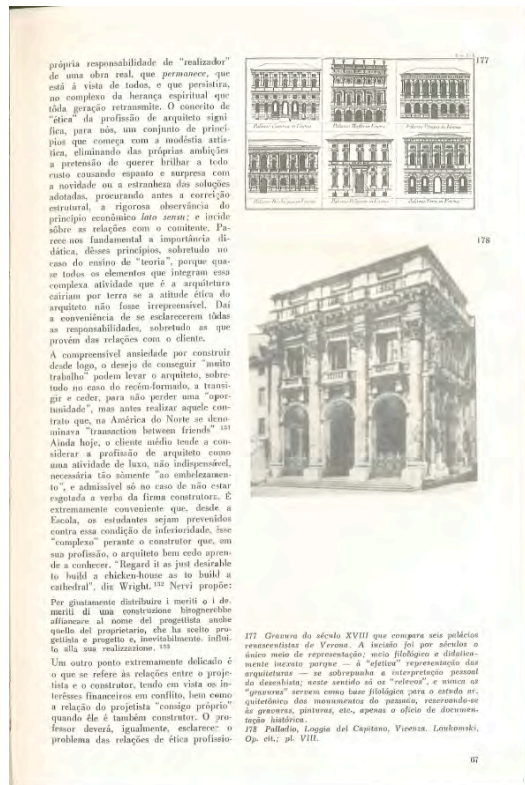 própria responsabilidade de "realizador"
de uma obra real, que permanece, que
está à vista de todos, e que persistira,
no complexo da herança espiritual que
tôda geração retransmite. O conceito de
"ética" da profissão de arquiteto signi
fica, para nós, um conjunto de princí-
pios que começa com a modéstia artís-
tica, eliminando das próprias ambições
a pretensão de querer brilhar a todo
custo causando espanto e surpresa com
a novidade ou a estranheza das soluções
adotadas, procurando antes a correição
estrutural, a rigorosa observância do
princípio econômico lato sensu; e incide
sôbre as relações com o comitente. Pa-
rece-nos fundamental a importância di-
dática, dêsses princípios, sobretudo no
caso do ensino de "teoria", porque qua-
se todos os elementos que integram essa
complexa atividade que é a arquitetura
cairiam por terra se a atitude ética do
arquiteto não fosse irrepreensível. Daí
a conveniência de se esclarecerem tôdas
as responsabilidades, sobretudo as que
provêm das relações com o cliente.
A compreensível ansiedade por construir
desde logo, o desejo de conseguir "muito
trabalho" podem levar o arquiteto, sobre-
tudo no caso do recém-formado, a transi-
gir e ceder, para não perder uma "opor-
tunidade", mas antes realizar aquele con-
trato que, na América do Norte se deno-
minava "transaction between friends" 131
Ainda hoje, o cliente médio tende a con-
siderar a profissão de arquiteto como
uma atividade de luxo, não indispensável,
necessária tão sòmente "ao embelezamen-
to", e admissível só no caso de não estar
esgotada a verba da firma construtora. É
extremamente conveniente que, desde a
Escola, os estudantes sejam prevenidos
contra essa condição de inferioridade, êsse
"complexo" perante o construtor que, em
sua profissão, o arquiteto bem cedo apren-
de a conhecer. "Regard it as just desirable
to build a chicken-house as to build a
cathedral", diz Wright. 132 Nervi propõe:
Per giustamente distribuire i meriti o i de-
meriti di una construzione bisognerebbe
affiancare al nome del progettista anche
quello del proprietario, che ha scelto pro-
gettista e progetto e, inevitabilmente, influi-
to alla sua realizzazione. 133
Um outro ponto extremamente delicado é
o que se refere às relações entre o proje-
tista e o construtor, tendo em vista os in-
terêsses financeiros em conflito, bem como
a relação do projetista "consigo próprio"
quando êle é também construtor. O pro-
fessor deverá, igualmente, esclarecer o
problema das relações de ética profissio-
177
178
177 Gravura do século XVIII que compara seis palácios
renascentistas de Verona. A incisão foi por séculos o
único meio de representação; meio filológico e didatica-
mente inexato porque — à "efetiva" representação das
arquiteturas — se sobrepunha a interpretação pessoal
do desenhista; neste sentido só os "relevos", e nunca as
"gravuras" servem como base filológica para o estudo ar-
quitetônico dos monumentos do passado, reservando-se
às gravuras, pinturas, etc., apenas o ofício de documen-
tação histórica.
178 Palladio, Loggia del Capitano, Vicenza. Loukomski,
Op. cit.; pl. VIII.
67